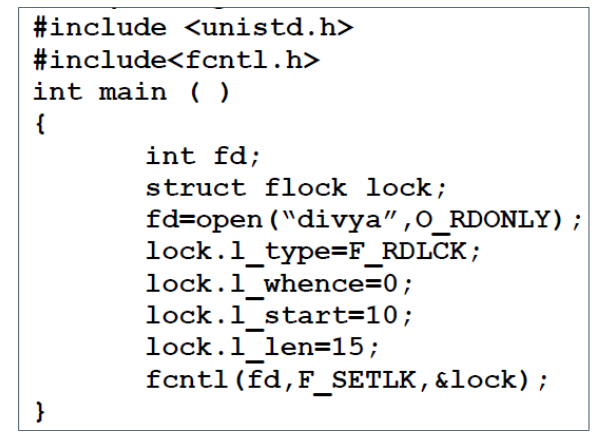 #include <unistd.h>
#include<fcntl.h>
int main ( )
{
int fd;
struct flock lock;
fd=open(“divya”,O_RDONLY);
lock.l_type=F_RDLCK;
lock.l_whence=0;
lock.l_start=10;
lock.l_len=15;
fcntl(fd,F_SETLK,&lock);
}